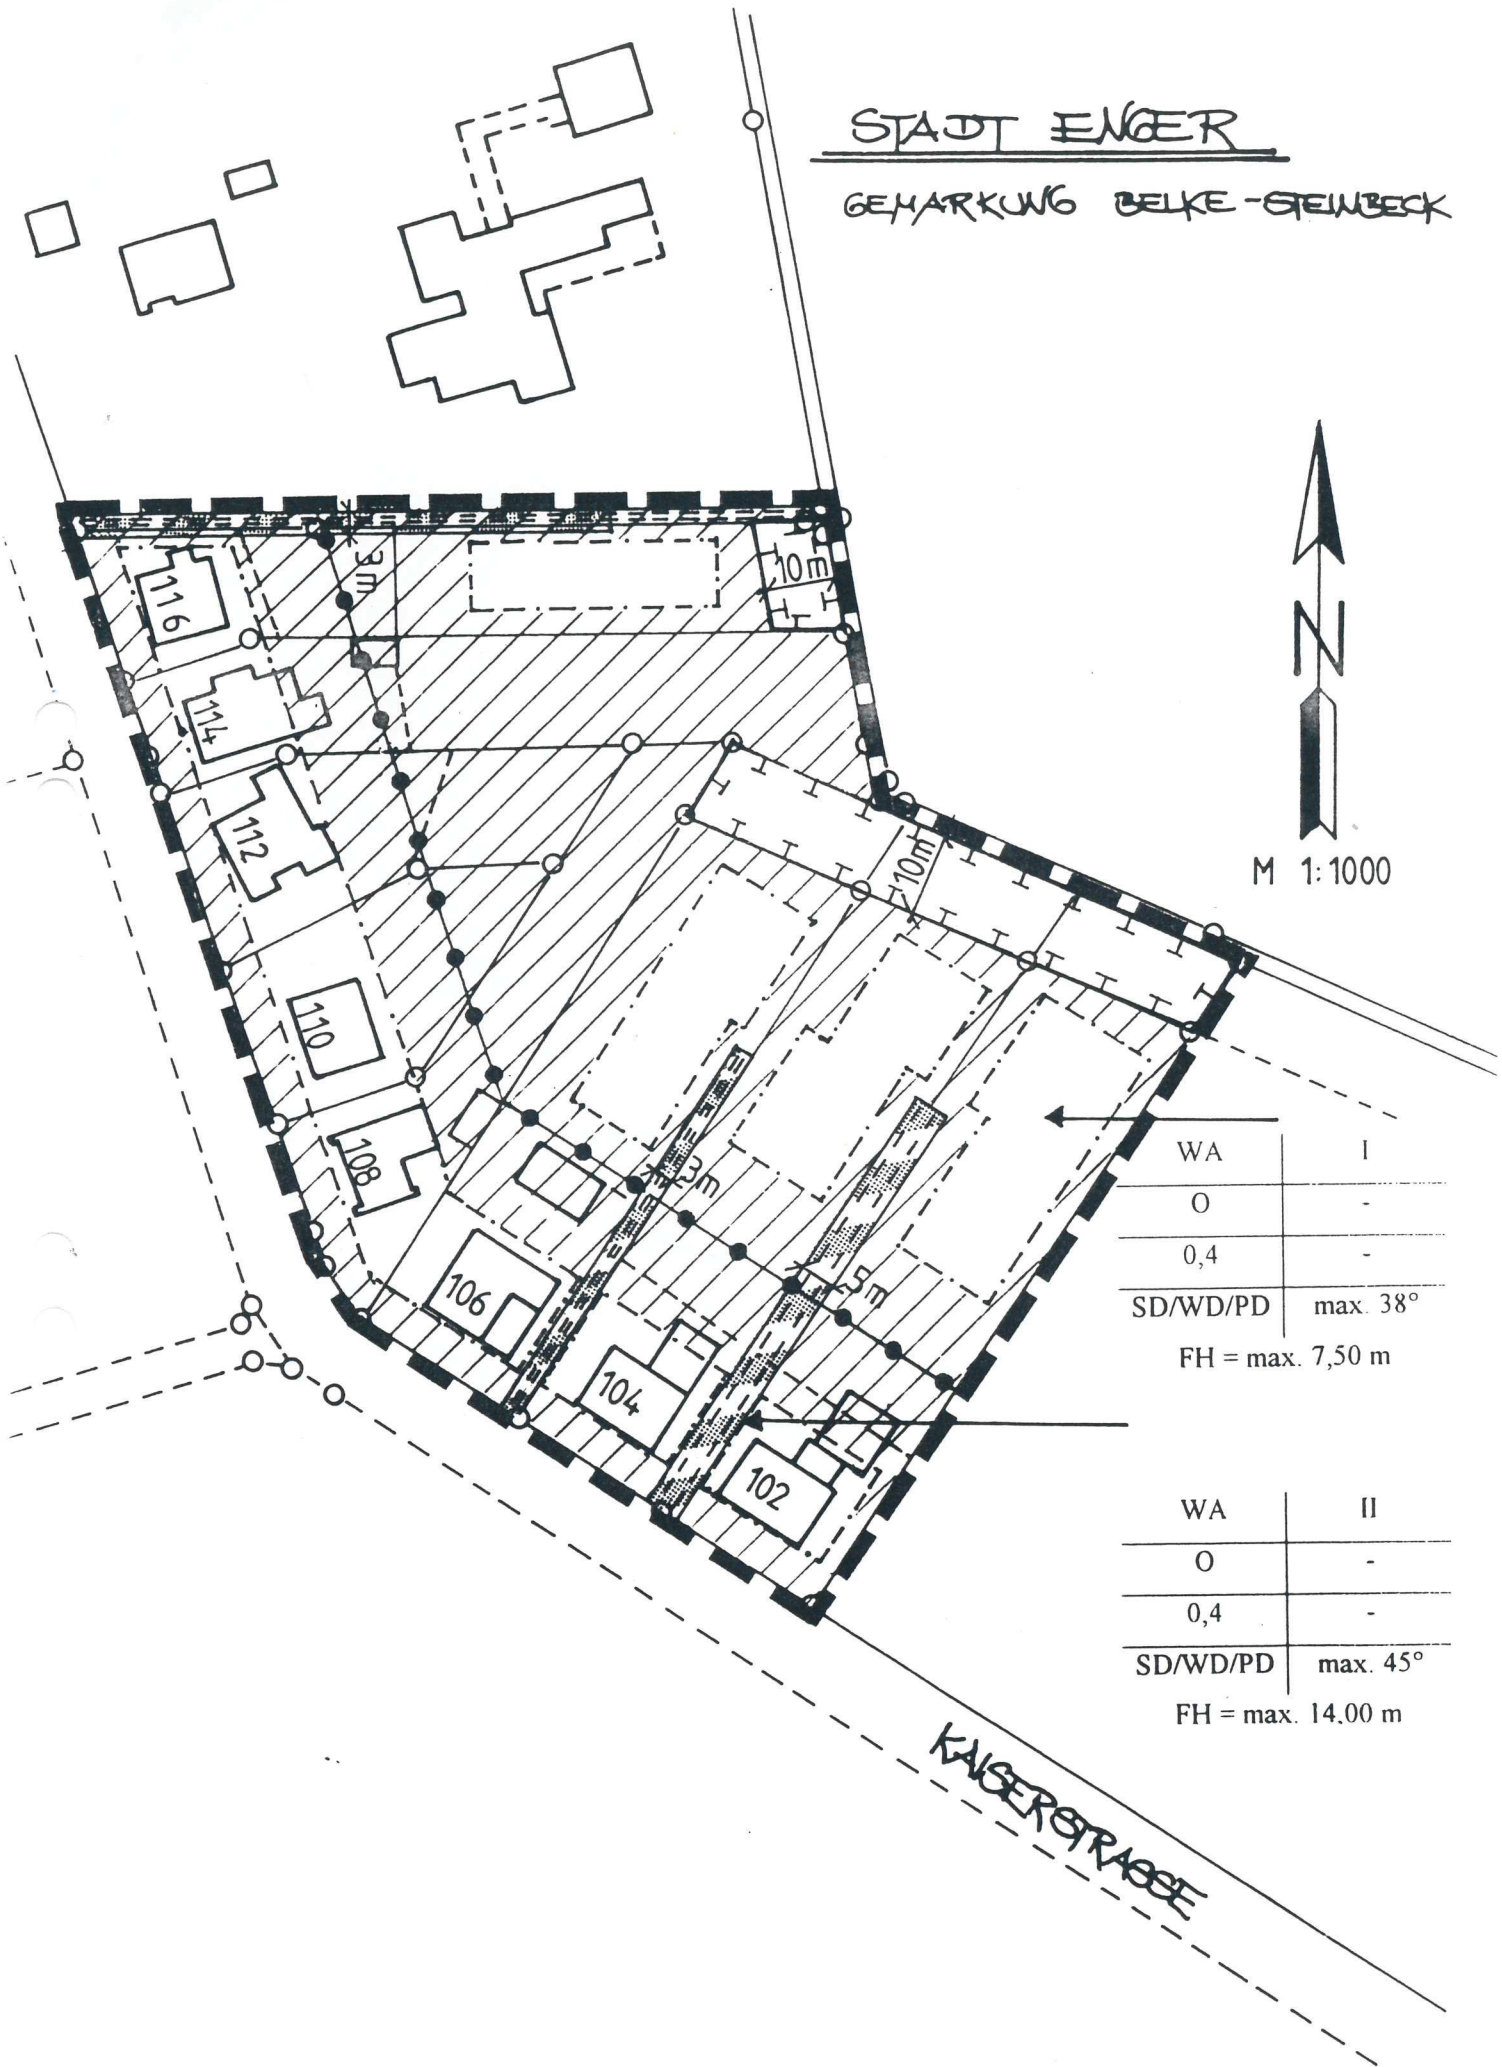 STADT ENGER
GEMARKUNG BELKE-STEINBECK
N
M 1:1000
3m
10m
116
114
112
10m
110
108
3m
5m
106
104
102
WA I
O -
0,4 -
SD/WD/PD max. 38°
FH = max. 7,50 m
WA II
O -
0,4 -
SD/WD/PD max. 45°
FH = max. 14,00 m
KAISERSTRASSE